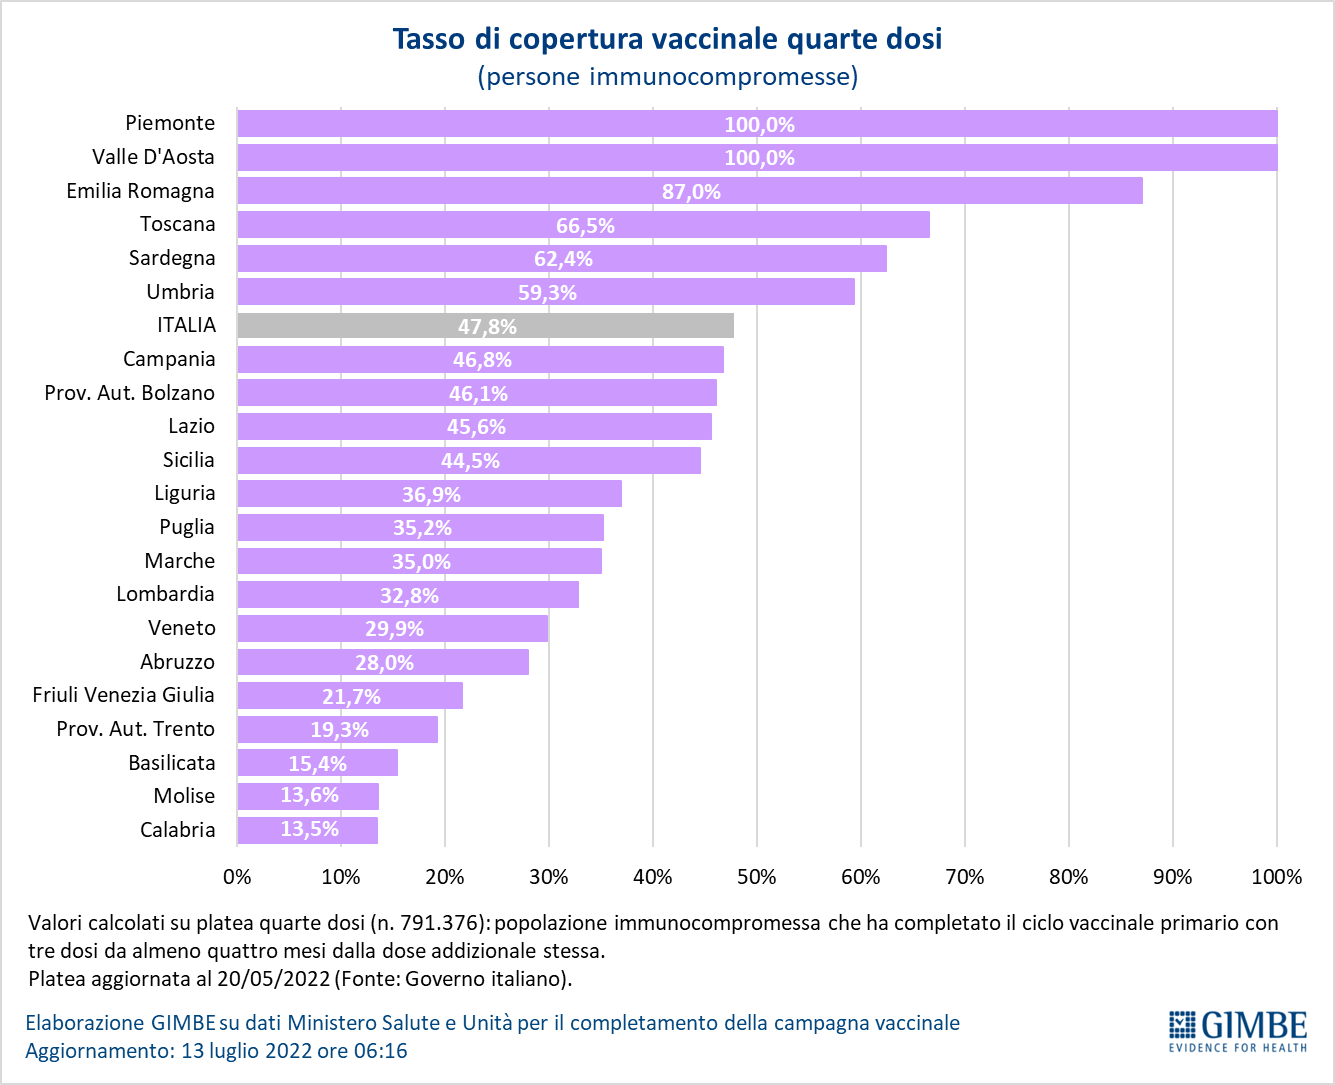 Tasso di copertura vaccinale quarte dosi
(persone immunocompromesse)
Piemonte 100,0%
Valle D'Aosta 100,0%
Emilia Romagna 87,0%
Toscana 66,5%
Sardegna 62,4%
Umbria 59,3%
ITALIA 47,8%
Campania 46,8%
Prov. Aut. Bolzano 46,1%
Lazio 45,6%
Sicilia 44,5%
Liguria 36,9%
Puglia 35,2%
Marche 35,0%
Lombardia 32,8%
Veneto 29,9%
Abruzzo 28,0%
Friuli Venezia Giulia 21,7%
Prov. Aut. Trento 19,3%
Basilicata 15,4%
Molise 13,6%
Calabria 13,5%
0% 10% 20% 30% 40% 50% 60% 70% 80% 90% 100%
Valori calcolati su platea quarte dosi (n. 791.376): popolazione immunocompromessa che ha completato il ciclo vaccinale primario con
tre dosi da almeno quattro mesi dalla dose addizionale stessa.
Platea aggiornata al 20/05/2022 (Fonte: Governo italiano).
Elaborazione GIMBE su dati Ministero Salute e Unità per il completamento della campagna vaccinale
Aggiornamento: 13 luglio 2022 ore 06:16
GIMBE
EVIDENCE FOR HEALTH